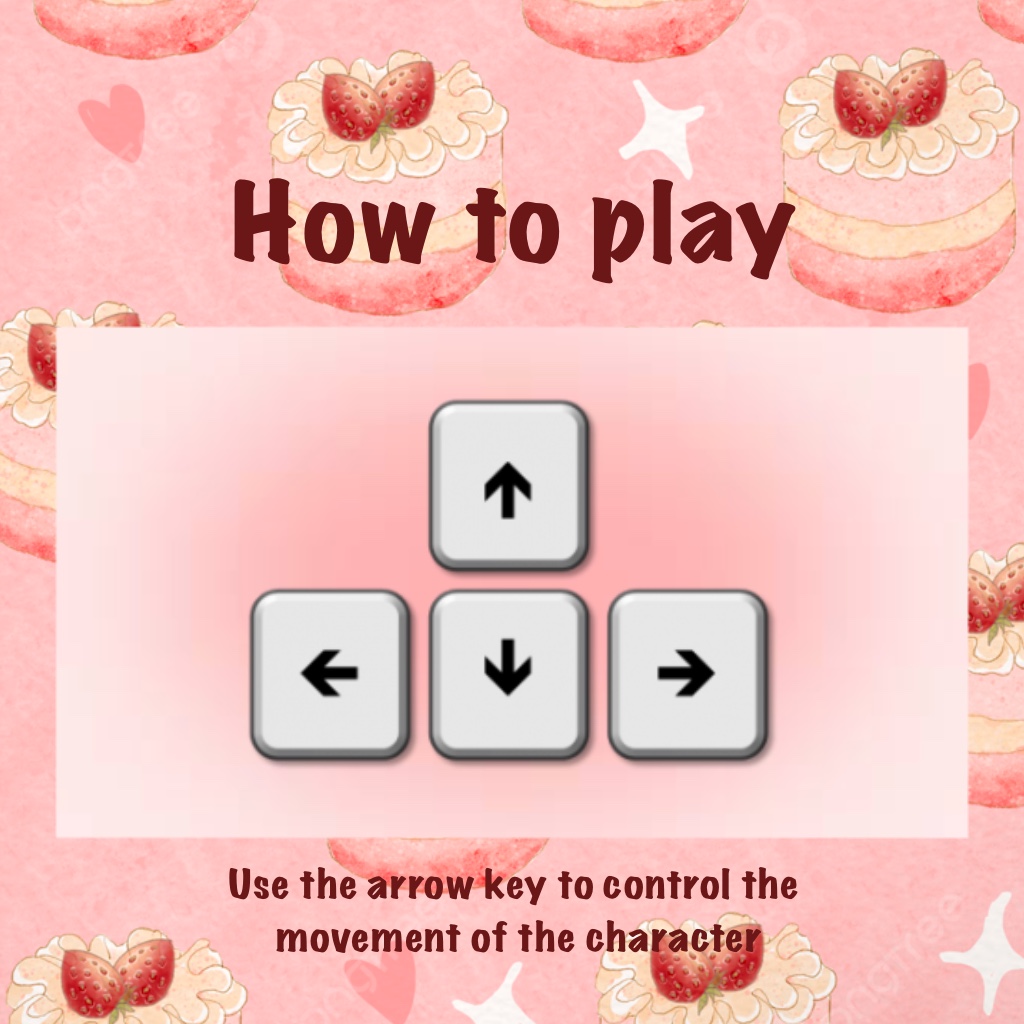 How to play
↑
← ↓ →
Use the arrow key to control the
movement of the character